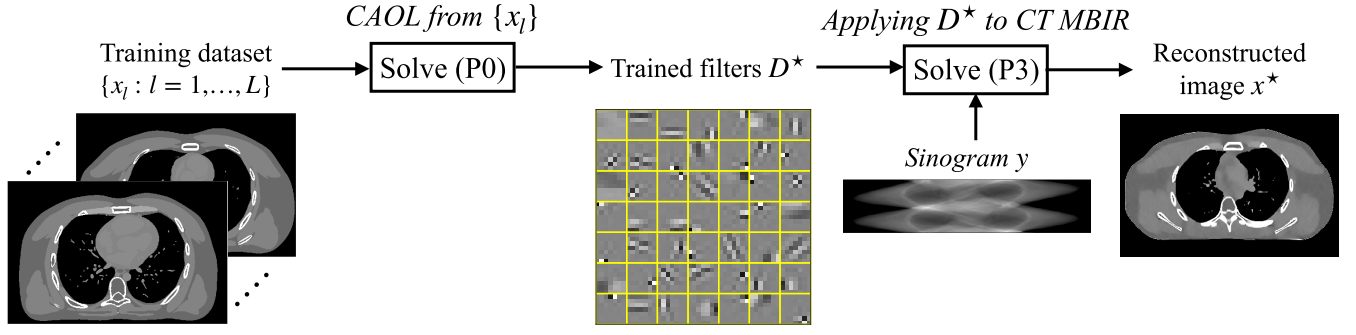 CAOL from {x_l}
Applying D⋆ to CT MBIR
Training dataset
{x_l : l = 1,…, L}
Solve (P0)
Trained filters D⋆
Solve (P3)
Reconstructed
image x⋆
Sinogram y